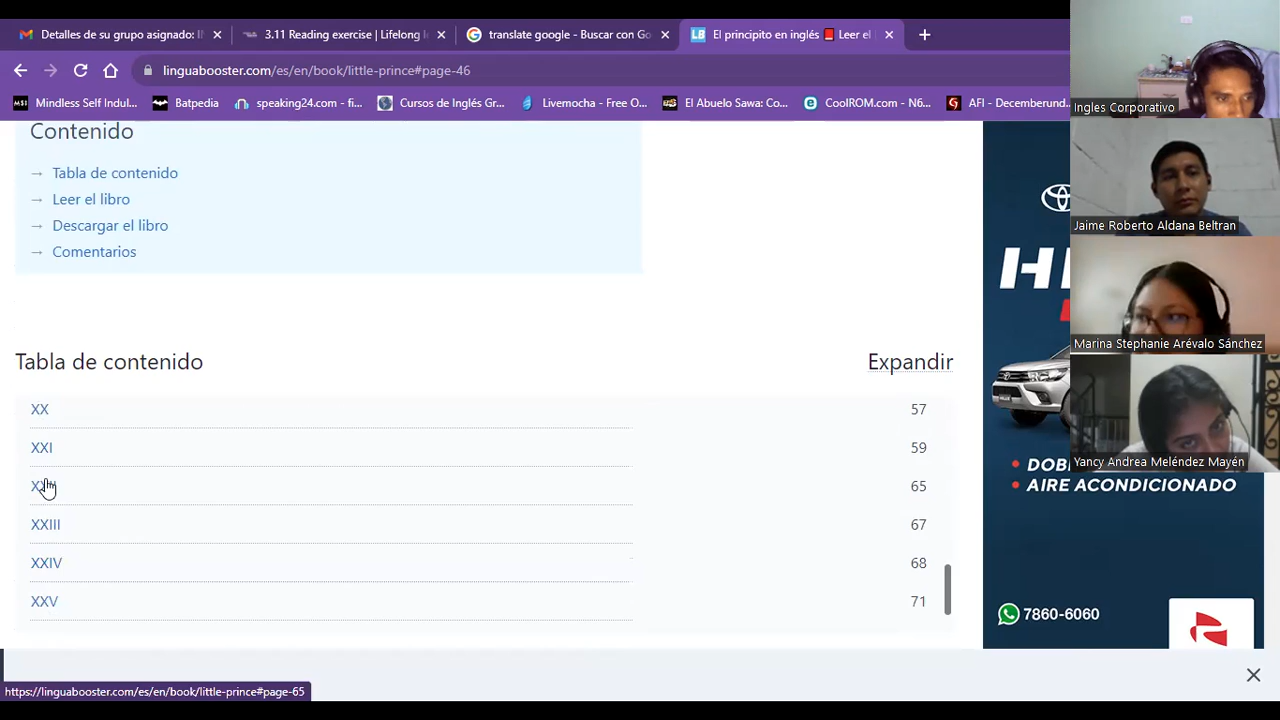 Detalles de su grupo asignado: IN
3.11 Reading exercise | Lifelong le
translate google - Buscar con Go
El principito en inglés 📕 Leer el
linguabooster.com/es/en/book/little-prince#page-46
Mindless Self Indul...
Batpedia
speaking24.com - fi...
Cursos de Inglés Gr...
Livemocha - Free O...
El Abuelo Sawa: Co...
CoolROM.com - N6...
AFI - Decemberund...
Contenido
→ Tabla de contenido
→ Leer el libro
→ Descargar el libro
→ Comentarios
Tabla de contenido
Expandir
XX 57
XXI 59
65
XXIII 67
XXIV 68
XXV 71
AIRE ACONDICIONADO
7860-6060
https://linguabooster.com/es/en/book/little-prince#page-65
Ingles Corporativo
Jaime Roberto Aldana Beltran
Marina Stephanie Arévalo Sánchez
Yancy Andrea Meléndez Mayén